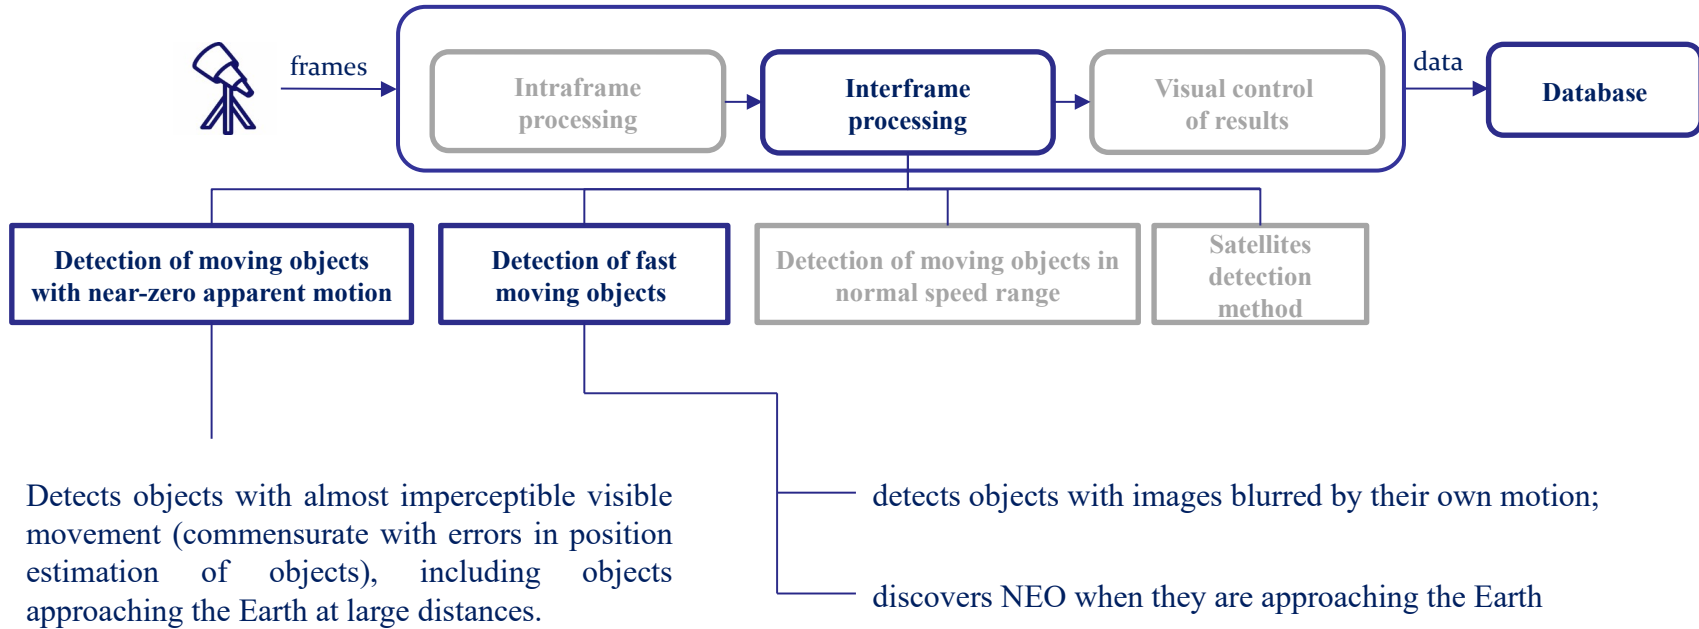 frames
Intraframe
processing
Interframe
processing
Visual control
of results
data
Database
Detection of moving objects
with near-zero apparent motion
Detection of fast
moving objects
Detection of moving objects in
normal speed range
Satellites
detection
method
Detects objects with almost imperceptible visible
movement (commensurate with errors in position
estimation of objects), including objects
approaching the Earth at large distances.
detects objects with images blurred by their own motion;
discovers NEO when they are approaching the Earth